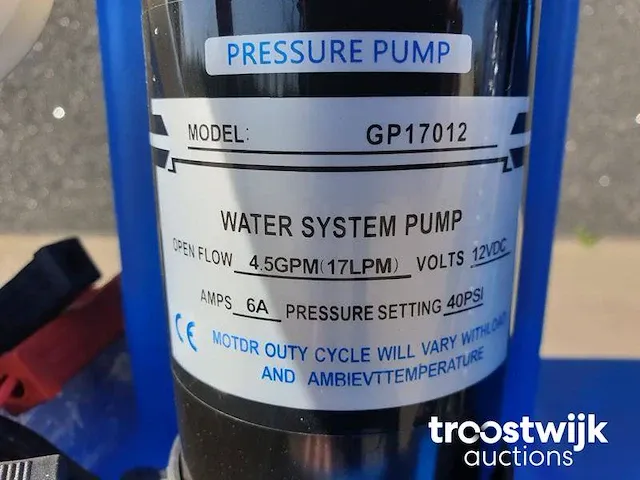 PRESSURE PUMP
MODEL: GP17012
WATER SYSTEM PUMP
OPEN FLOW 4.5GPM(17LPM) VOLTS 12VDC
AMPS 6A PRESSURE SETTING 40PSI
CE MOTDR OUTY CYCLE WILL VARY WITHLOAD
AND AMBIEVTTEMPERATURE
troostwijk
auctions